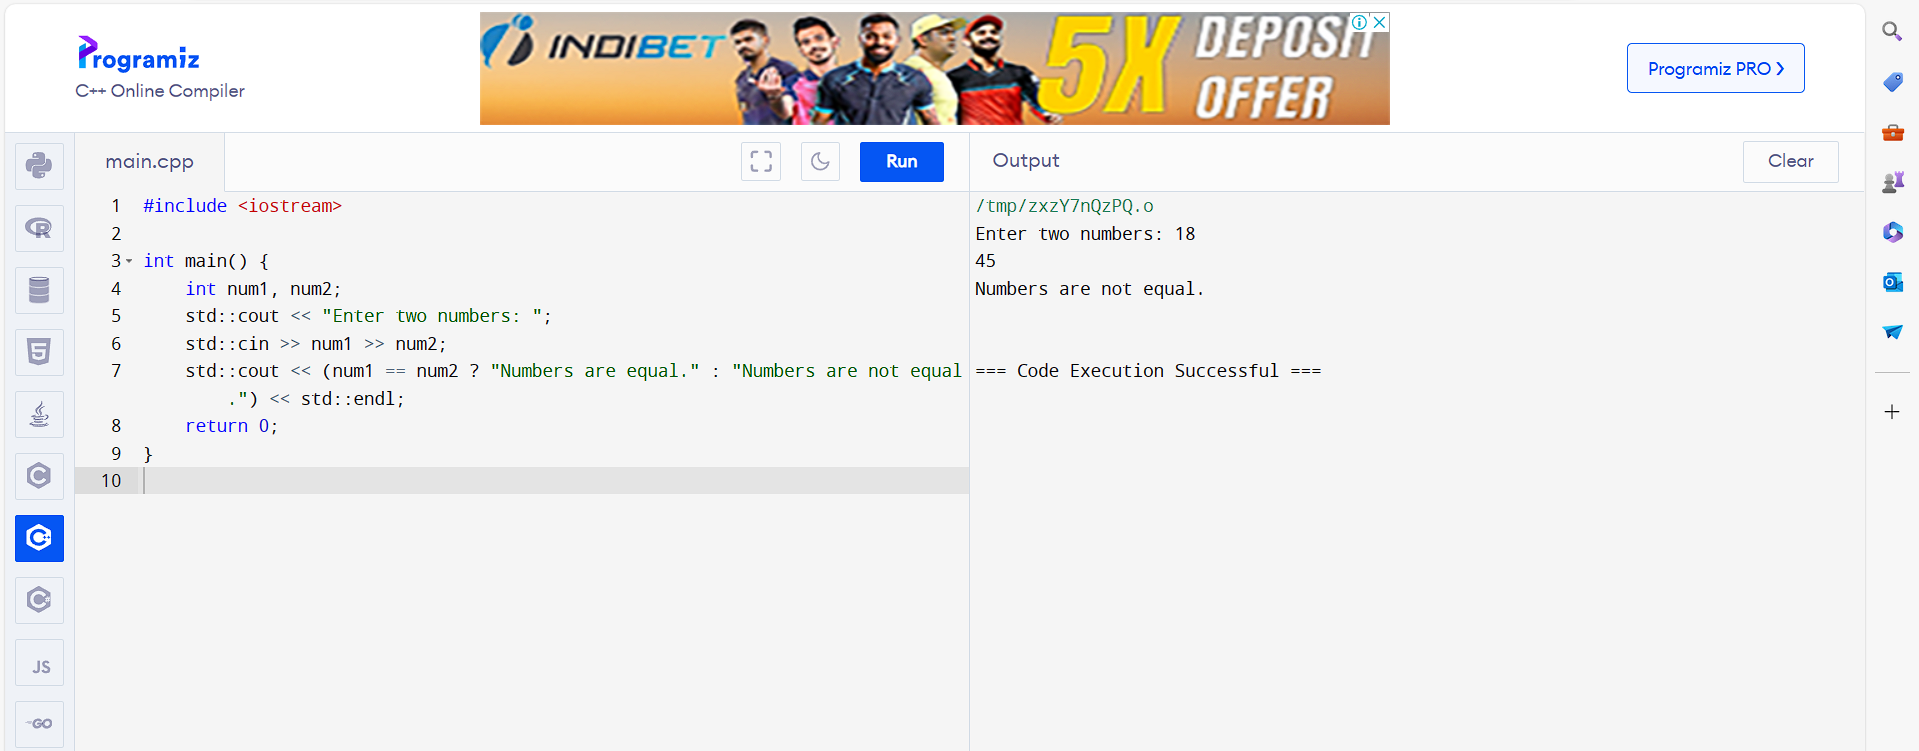 Programiz
C++ Online Compiler
INDIBET
5X
DEPOSIT
OFFER
Programiz PRO
main.cpp
Run
Output
Clear
1 #include <iostream>
2
3 int main() {
4     int num1, num2;
5     std::cout << "Enter two numbers: ";
6     std::cin >> num1 >> num2;
7     std::cout << (num1 == num2 ? "Numbers are equal." : "Numbers are not equal
        .") << std::endl;
8     return 0;
9 }
10
/tmp/zxzY7nQzPQ.o
Enter two numbers: 18
45
Numbers are not equal.
=== Code Execution Successful ===
R
5
C
C++
C#
JS
GO